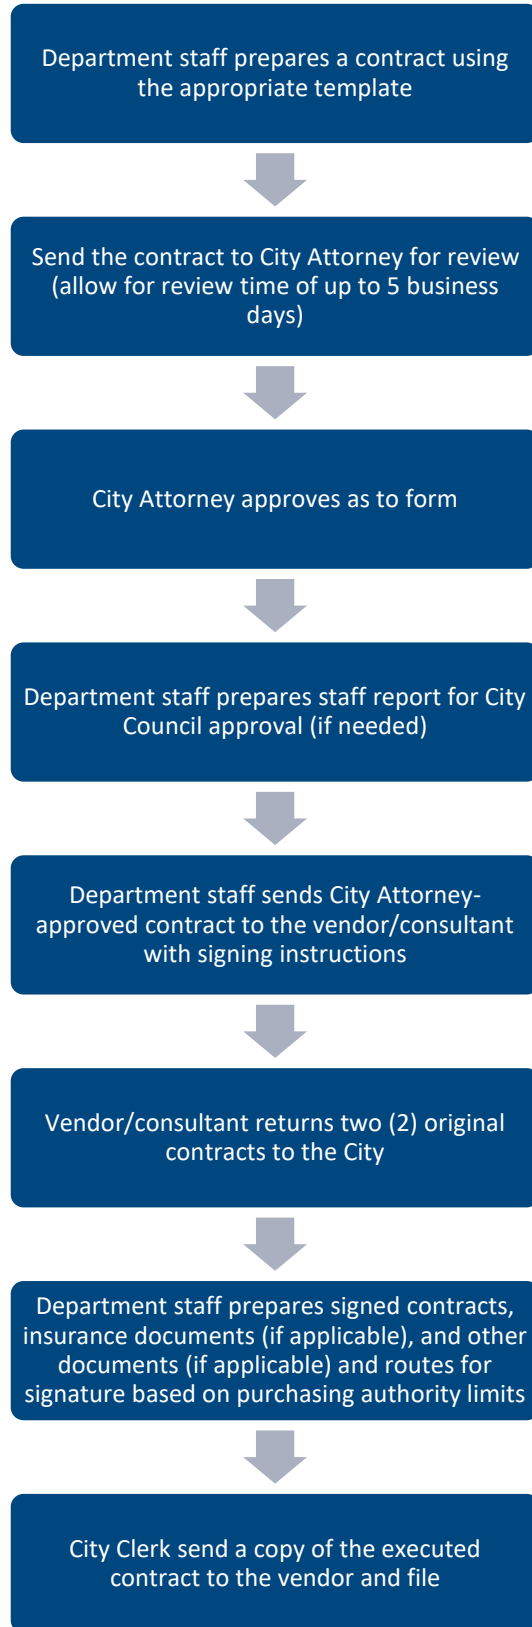 Department staff prepares a contract using
the appropriate template
Send the contract to City Attorney for review
(allow for review time of up to 5 business
days)
City Attorney approves as to form
Department staff prepares staff report for City
Council approval (if needed)
Department staff sends City Attorney-
approved contract to the vendor/consultant
with signing instructions
Vendor/consultant returns two (2) original
contracts to the City
Department staff prepares signed contracts,
insurance documents (if applicable), and other
documents (if applicable) and routes for
signature based on purchasing authority limits
City Clerk send a copy of the executed
contract to the vendor and file